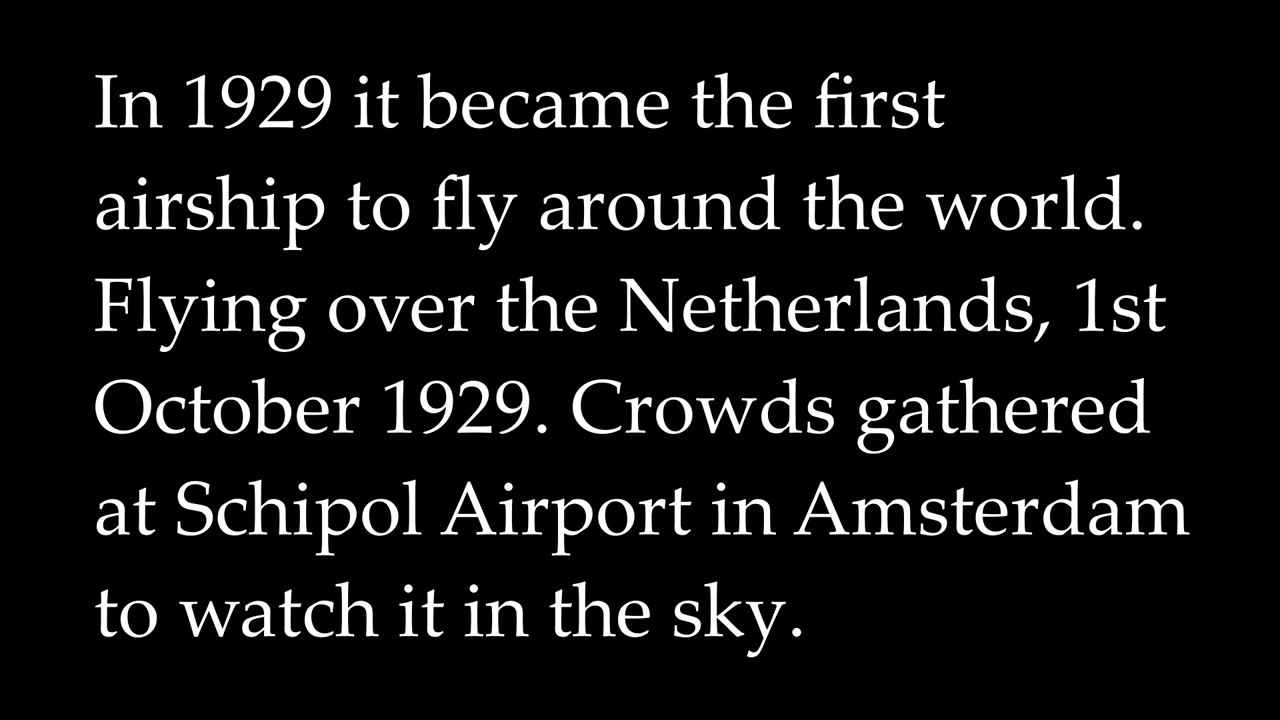 In 1929 it became the first
airship to fly around the world.
Flying over the Netherlands, 1st
October 1929. Crowds gathered
at Schipol Airport in Amsterdam
to watch it in the sky.